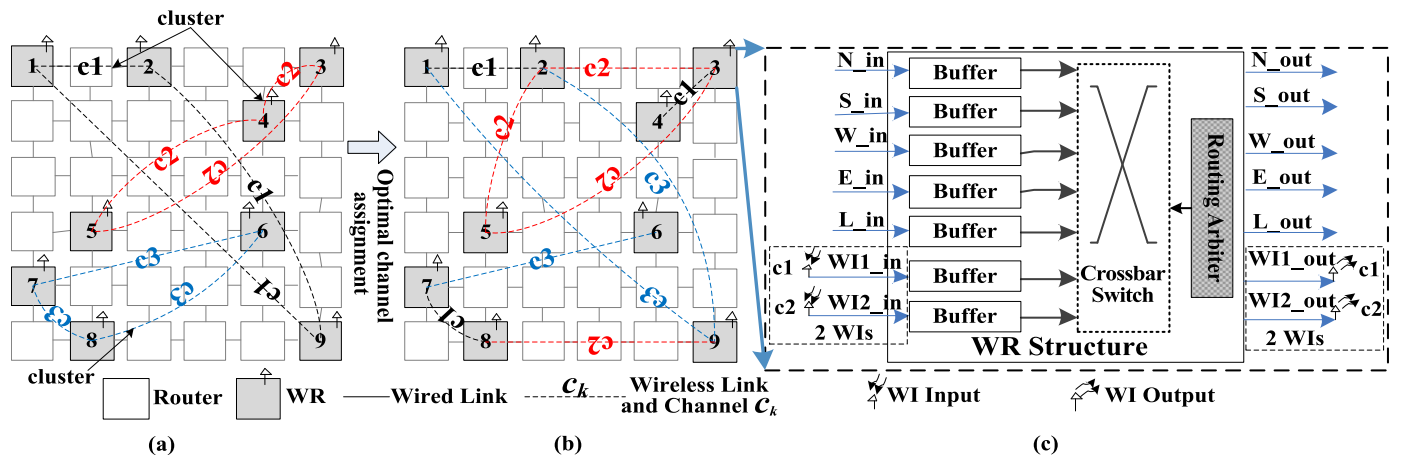 cluster
1
c1
2
3
c2
4
c2
c2
c1
5
6
c3
7
c1
c3
c3
8
9
cluster
Optimal channel
assignment
1
c1
2
c2
3
c1
4
c2
c2
c3
5
6
c3
7
c3
c1
8
c2
9
N_in
Buffer
N_out
S_in
Buffer
S_out
W_in
Buffer
W_out
E_in
Buffer
E_out
L_in
Buffer
L_out
c1
WI1_in
Buffer
WI1_out
c1
c2
WI2_in
Buffer
WI2_out
c2
2 WIs
2 WIs
Crossbar
Switch
Routing Arbiter
WR Structure
Router
WR
Wired Link
ck
Wireless Link
and Channel ck
WI Input
WI Output
(a)
(b)
(c)